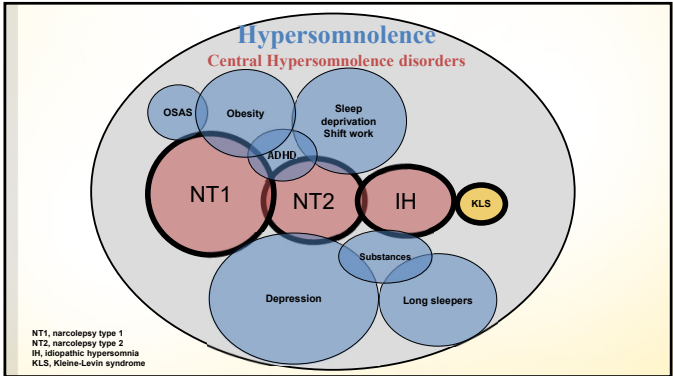 Hypersomnolence
Central Hypersomnolence disorders
OSAS
Obesity
Sleep
deprivation
Shift work
ADHD
NT1
NT2
IH
KLS
Substances
Depression
Long sleepers
NT1, narcolepsy type 1
NT2, narcolepsy type 2
IH, idiopathic hypersomnia
KLS, Kleine-Levin syndrome